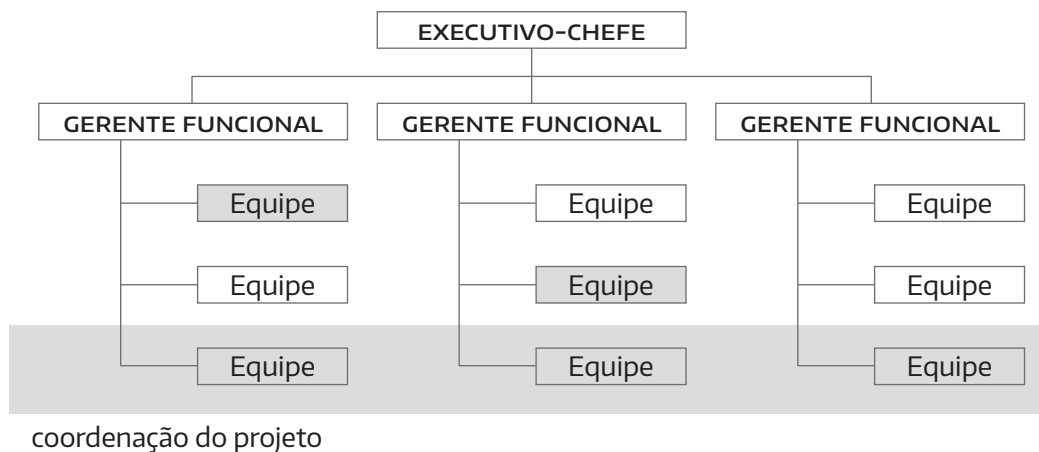 EXECUTIVO-CHEFE
GERENTE FUNCIONAL GERENTE FUNCIONAL GERENTE FUNCIONAL
Equipe Equipe Equipe
Equipe Equipe Equipe
Equipe Equipe Equipe
coordenação do projeto